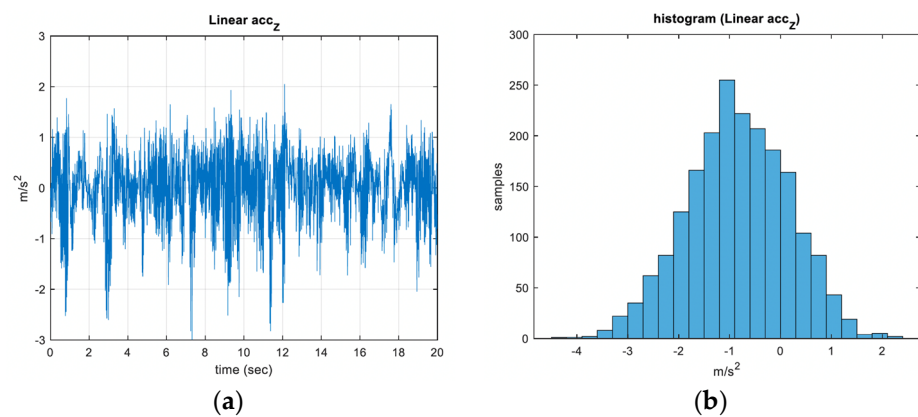 Linear acc_Z
3
2
1
0
-1
-2
-3
m/s²
0 2 4 6 8 10 12 14 16 18 20
time (sec)
(a)
histogram (Linear acc_Z)
300
250
200
150
100
50
0
samples
-4 -3 -2 -1 0 1 2
m/s²
(b)